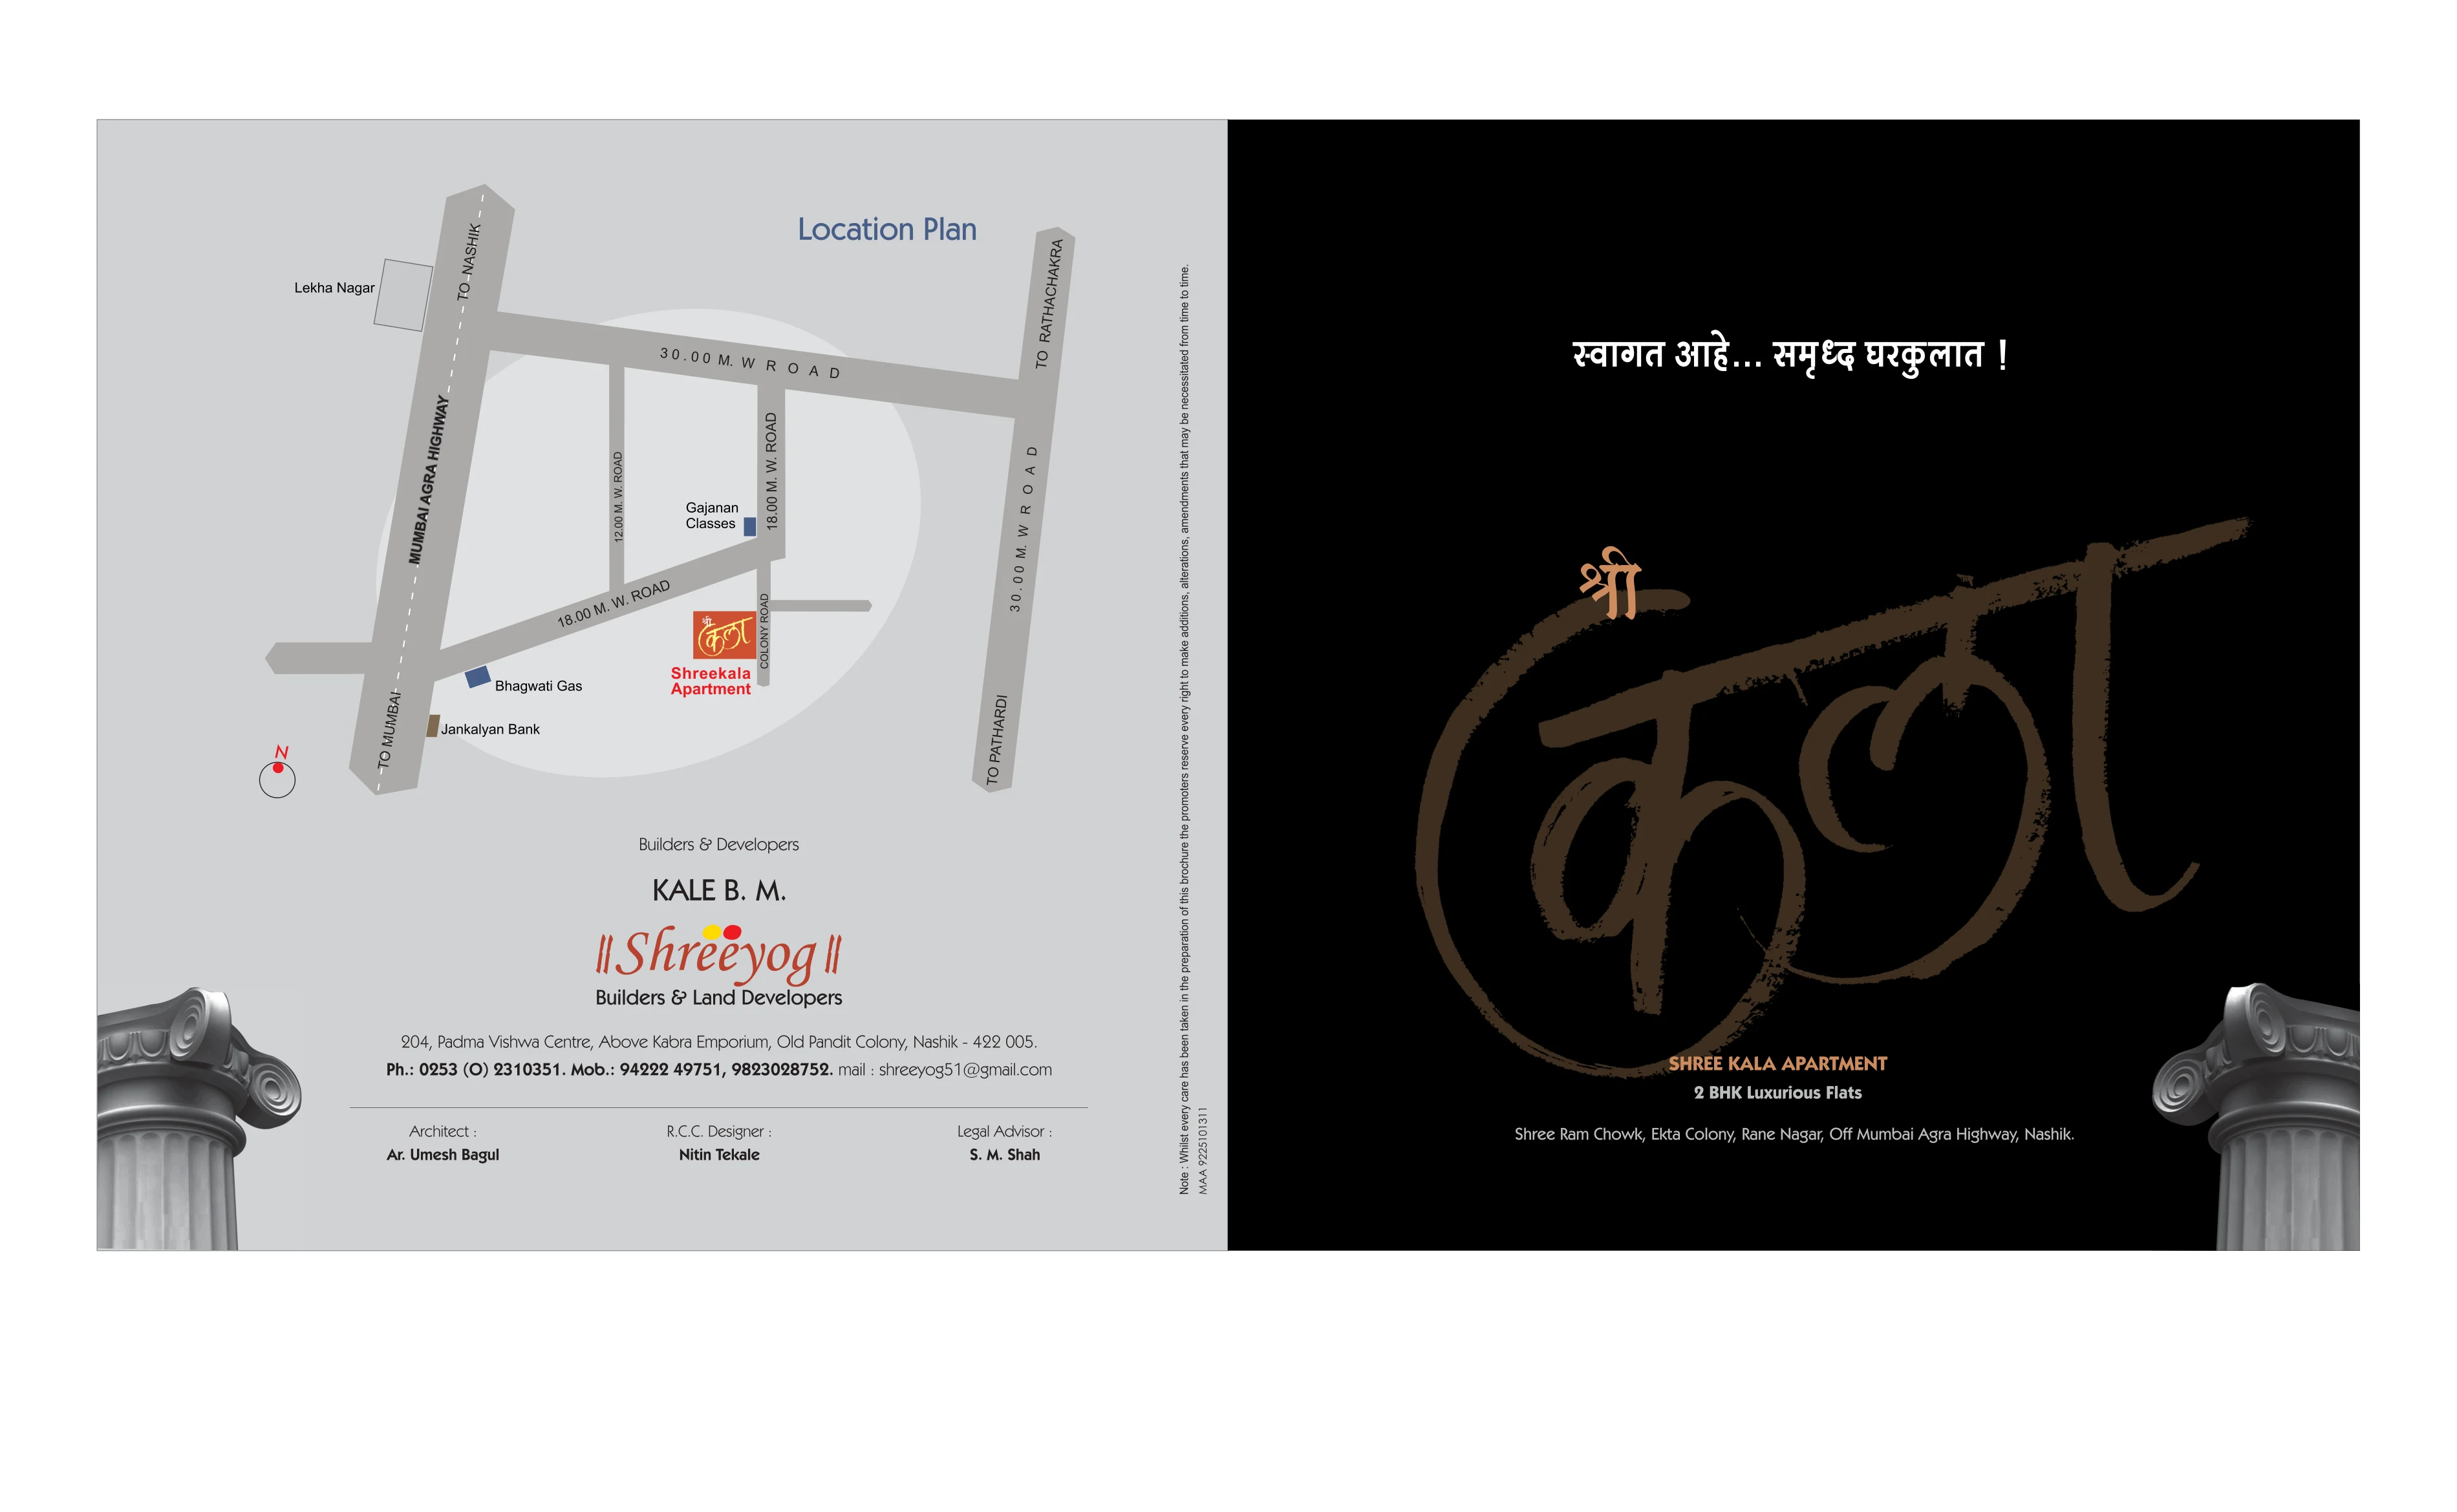 Location Plan
TO NASHIK
Lekha Nagar
TO RATHACHAKRA
30.00 M. W ROAD
MUMBAI AGRA HIGHWAY
12.00 M. W. ROAD
18.00 M. W. ROAD
Gajanan
Classes
30.00 M. W ROAD
18.00 M. W. ROAD
COLONY ROAD
श्री
कला
Shreekala
Apartment
Bhagwati Gas
Jankalyan Bank
TO MUMBAI
TO PATHARDI
N
Builders & Developers
KALE B. M.
||Shreeyog||
Builders & Land Developers
204, Padma Vishwa Centre, Above Kabra Emporium, Old Pandit Colony, Nashik - 422 005.
Ph.: 0253 (O) 2310351. Mob.: 94222 49751, 9823028752. mail : shreeyog51@gmail.com
Architect :
Ar. Umesh Bagul
R.C.C. Designer :
Nitin Tekale
Legal Advisor :
S. M. Shah
Note : Whilst every care has been taken in the preparation of this brochure the promoters reserve every right to make additions, alterations, amendments that may be necessitated from time to time.
MAA 9225101311
स्वागत आहे... समृध्द घरकुलात !
श्री
कला
SHREE KALA APARTMENT
2 BHK Luxurious Flats
Shree Ram Chowk, Ekta Colony, Rane Nagar, Off Mumbai Agra Highway, Nashik.